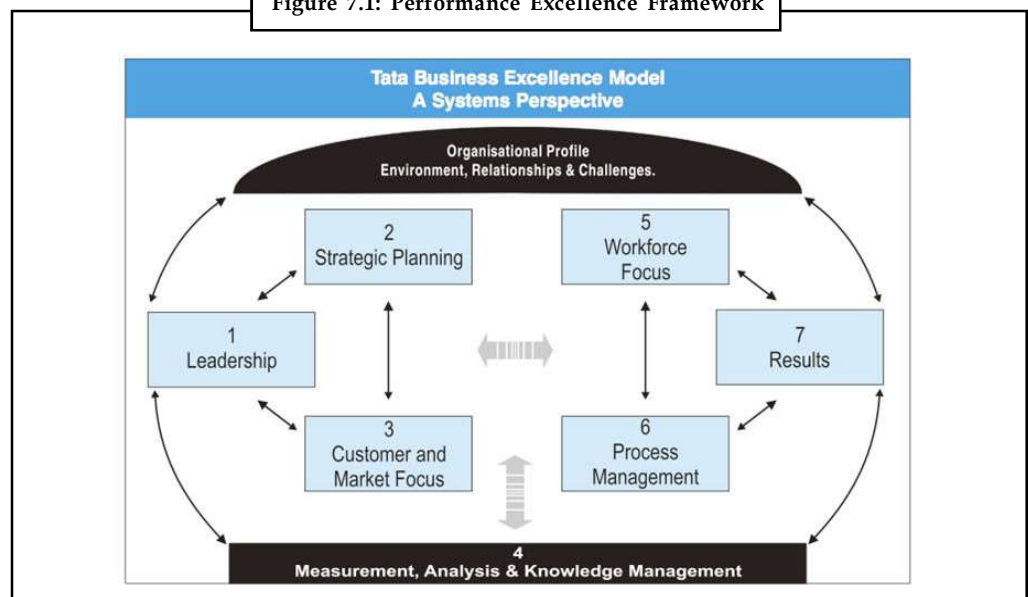 Figure 7.1: Performance Excellence Framework
Tata Business Excellence Model
A Systems Perspective
Organisational Profile
Environment, Relationships & Challenges.
2
Strategic Planning
5
Workforce
Focus
1
Leadership
7
Results
3
Customer and
Market Focus
6
Process
Management
4
Measurement, Analysis & Knowledge Management